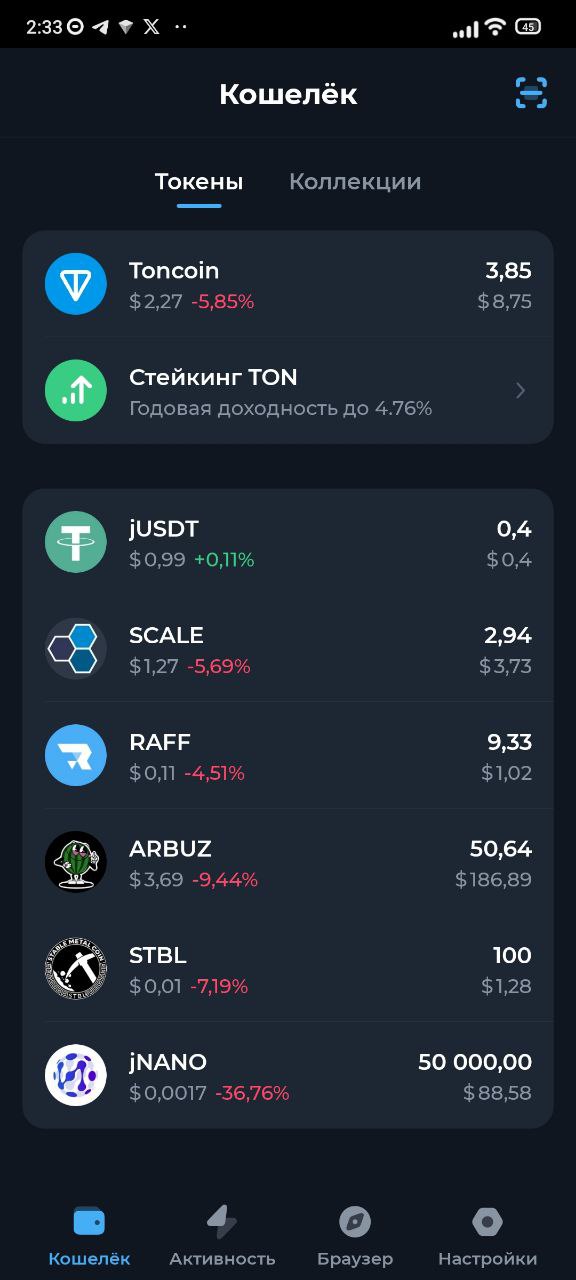 2:33
45
Кошелёк
Токены Коллекции
Toncoin 3,85
$2,27 -5,85% $8,75
Стейкинг TON
Годовая доходность до 4.76%
jUSDT 0,4
$0,99 +0,11% $0,4
SCALE 2,94
$1,27 -5,69% $3,73
RAFF 9,33
$0,11 -4,51% $1,02
ARBUZ 50,64
$3,69 -9,44% $186,89
STBL 100
STABLE METAL COIN
STBL
$0,01 -7,19% $1,28
jNANO 50 000,00
$0,0017 -36,76% $88,58
Кошелёк Активность Браузер Настройки